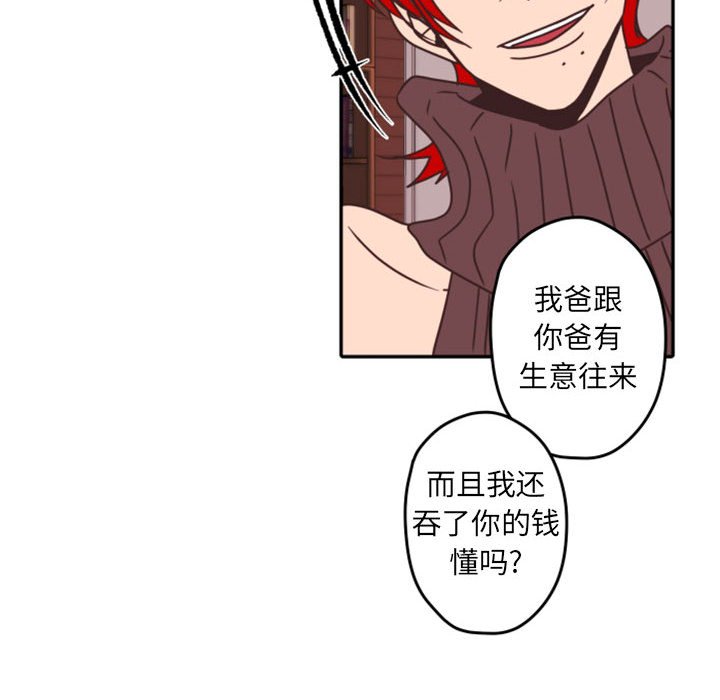 我爸跟
你爸有
生意往来
而且我还
吞了你的钱
懂吗?